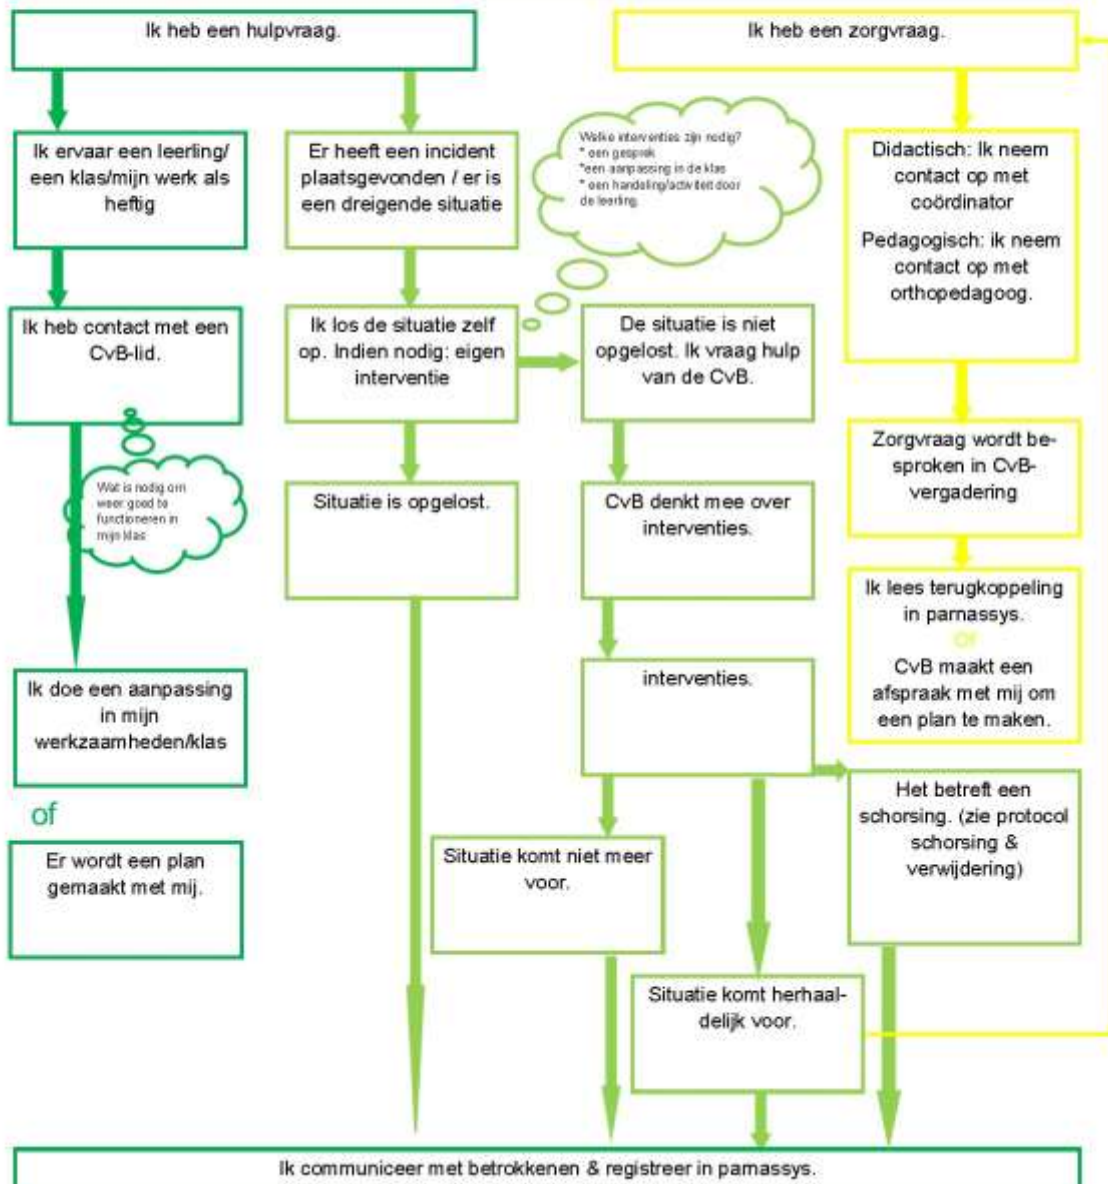 Ik heb een hulpvraag.
Ik heb een zorgvraag.
Ik ervaar een leerling/
een klas/mijn werk als
heftig
Er heeft een incident
plaatsgevonden / er is
een dreigende situatie
Welke interventies zijn nodig?
* een gesprek
*een aanpassing in de klas
* een handeling/activiteit door
de leerling.
Didactisch: Ik neem
contact op met
coördinator
Pedagogisch: ik neem
contact op met
orthopedagoog.
Ik heb contact met een
CvB-lid.
Ik los de situatie zelf
op. Indien nodig: eigen
interventie
De situatie is niet
opgelost. Ik vraag hulp
van de CvB.
Wat is nodig om
weer goed te
functioneren in
mijn klas
Situatie is opgelost.
CvB denkt mee over
interventies.
Zorgvraag wordt be-
sproken in CvB-
vergadering
Ik lees terugkoppeling
in parnassys.
Of
CvB maakt een
afspraak met mij om
een plan te maken.
Ik doe een aanpassing
in mijn
werkzaamheden/klas
interventies.
of
Er wordt een plan
gemaakt met mij.
Situatie komt niet meer
voor.
Het betreft een
schorsing. (zie protocol
schorsing &
verwijdering)
Situatie komt herhaal-
delijk voor.
Ik communiceer met betrokkenen & registreer in parnassys.